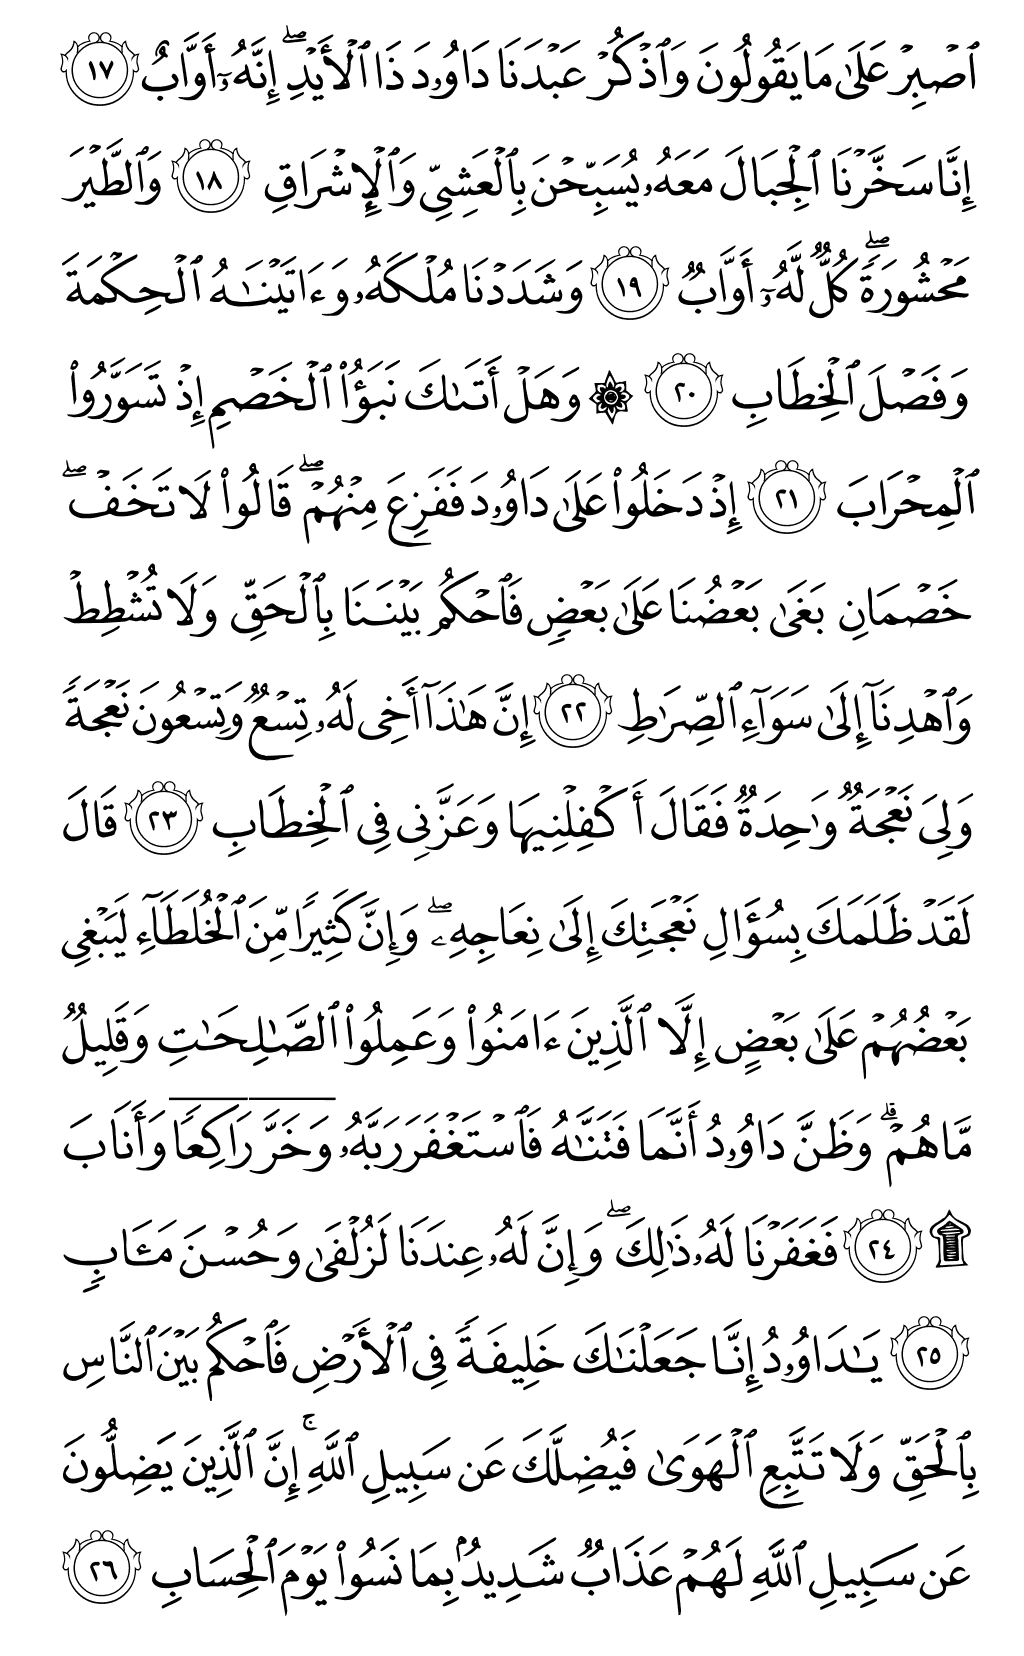 ٱصۡبِرۡ عَلَىٰ مَا يَقُولُونَ وَٱذۡكُرۡ عَبۡدَنَا دَاوُۥدَ ذَا ٱلۡأَيۡدِۖ إِنَّهُۥٓ أَوَّابٌ ١٧
إِنَّا سَخَّرۡنَا ٱلۡجِبَالَ مَعَهُۥ يُسَبِّحۡنَ بِٱلۡعَشِيِّ وَٱلۡإِشۡرَاقِ ١٨ وَٱلطَّيۡرَ
مَحۡشُورَةٗۖ كُلّٞ لَّهُۥٓ أَوَّابٞ ١٩ وَشَدَدۡنَا مُلۡكَهُۥ وَءَاتَيۡنَٰهُ ٱلۡحِكۡمَةَ
وَفَصۡلَ ٱلۡخِطَابِ ٢٠ ۞ وَهَلۡ أَتَىٰكَ نَبَؤُاْ ٱلۡخَصۡمِ إِذۡ تَسَوَّرُواْ
ٱلۡمِحۡرَابَ ٢١ إِذۡ دَخَلُواْ عَلَىٰ دَاوُۥدَ فَفَزِعَ مِنۡهُمۡۖ قَالُواْ لَا تَخَفۡۖ
خَصۡمَانِ بَغَىٰ بَعۡضُنَا عَلَىٰ بَعۡضٖ فَٱحۡكُم بَيۡنَنَا بِٱلۡحَقِّ وَلَا تُشۡطِطۡ
وَٱهۡدِنَآ إِلَىٰ سَوَآءِ ٱلصِّرَٰطِ ٢٢ إِنَّ هَٰذَآ أَخِي لَهُۥ تِسۡعٞ وَتِسۡعُونَ نَعۡجَةٗ
وَلِيَ نَعۡجَةٞ وَٰحِدَةٞ فَقَالَ أَكۡفِلۡنِيهَا وَعَزَّنِي فِي ٱلۡخِطَابِ ٢٣ قَالَ
لَقَدۡ ظَلَمَكَ بِسُؤَالِ نَعۡجَتِكَ إِلَىٰ نِعَاجِهِۦۖ وَإِنَّ كَثِيرٗا مِّنَ ٱلۡخُلَطَآءِ لَيَبۡغِي
بَعۡضُهُمۡ عَلَىٰ بَعۡضٍ إِلَّا ٱلَّذِينَ ءَامَنُواْ وَعَمِلُواْ ٱلصَّٰلِحَٰتِ وَقَلِيلٞ
مَّا هُمۡۗ وَظَنَّ دَاوُۥدُ أَنَّمَا فَتَنَّٰهُ فَٱسۡتَغۡفَرَ رَبَّهُۥ وَخَرَّۤ رَاكِعٗاۤ وَأَنَابَ
۩ ٢٤ فَغَفَرۡنَا لَهُۥ ذَٰلِكَۖ وَإِنَّ لَهُۥ عِندَنَا لَزُلۡفَىٰ وَحُسۡنَ مَـَٔابٖ
٢٥ يَٰدَاوُۥدُ إِنَّا جَعَلۡنَٰكَ خَلِيفَةٗ فِي ٱلۡأَرۡضِ فَٱحۡكُم بَيۡنَ ٱلنَّاسِ
بِٱلۡحَقِّ وَلَا تَتَّبِعِ ٱلۡهَوَىٰ فَيُضِلَّكَ عَن سَبِيلِ ٱللَّهِۚ إِنَّ ٱلَّذِينَ يَضِلُّونَ
عَن سَبِيلِ ٱللَّهِ لَهُمۡ عَذَابٞ شَدِيدُۢ بِمَا نَسُواْ يَوۡمَ ٱلۡحِسَابِ ٢٦